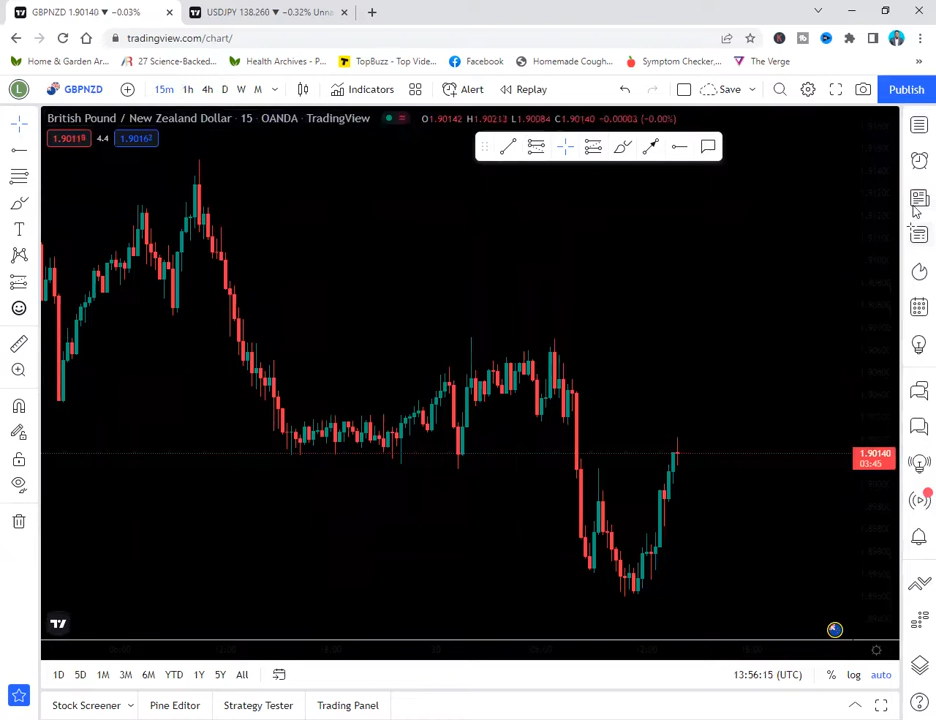 GBPNZD 1.90140 ▼ −0.03%
USDJPY 138.260 ▼ −0.32% Unna
tradingview.com/chart/
Home & Garden Ar...
27 Science-Backed...
Health Archives - P...
TopBuzz - Top Vide...
Facebook
Homemade Cough...
Symptom Checker,...
The Verge
»
L
GBPNZD
15m 1h 4h D W M
Indicators
Alert
Replay
Save
Publish
British Pound / New Zealand Dollar · 15 · OANDA · TradingView
O1.90142 H1.90213 L1.90084 C1.90140 −0.00003 (−0.00%)
1.90118 4.4 1.90162
1.90140
03:45
1D 5D 1M 3M 6M YTD 1Y 5Y All
13:56:15 (UTC) % log auto
Stock Screener
Pine Editor
Strategy Tester
Trading Panel